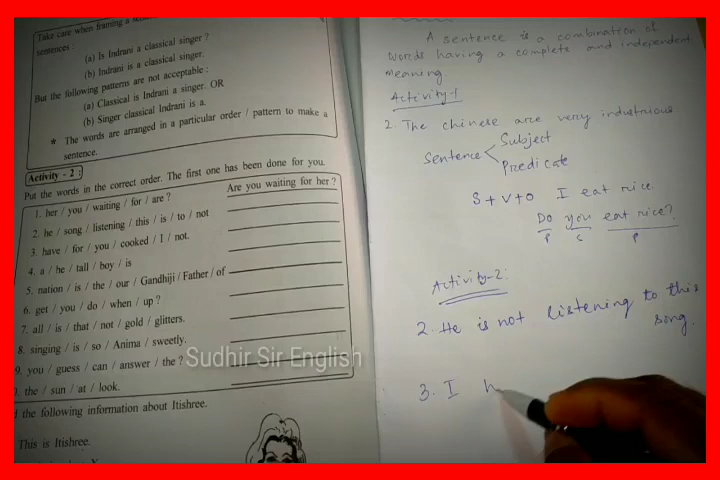 Take care when framing a
sentences :
(a) Is Indrani a classical singer ?
(b) Indrani is a classical singer.
But the following patterns are not acceptable :
(a) Classical is Indrani a singer. OR
(b) Singer classical Indrani is a.
* The words are arranged in a particular order / pattern to make a
sentence.
Activity - 2 :
Put the words in the correct order. The first one has been done for you.
1. her / you / waiting / for / are ? Are you waiting for her ?
2. he / song / listening / this / is / to / not
3. have / for / you / cooked / I / not.
4. a / he / tall / boy / is
5. nation / is / the / our / Gandhiji / Father / of
6. get / you / do / when / up ?
7. all / is / that / not / gold / glitters.
8. singing / is / so / Anima / sweetly.
9. you / guess / can / answer / the ?
the / sun / at / look.
the following information about Itishree.
This is Itishree.
A sentence is a combination of
words having a complete and independent
meaning
Activity-1
2. The chinese are very industrious.
Sentence Subject
Predicate
S + V + O I eat rice
Do you eat rice?
P S P
Activity-2:
2. He is not listening to this
song.
3. I h
Sudhir Sir English